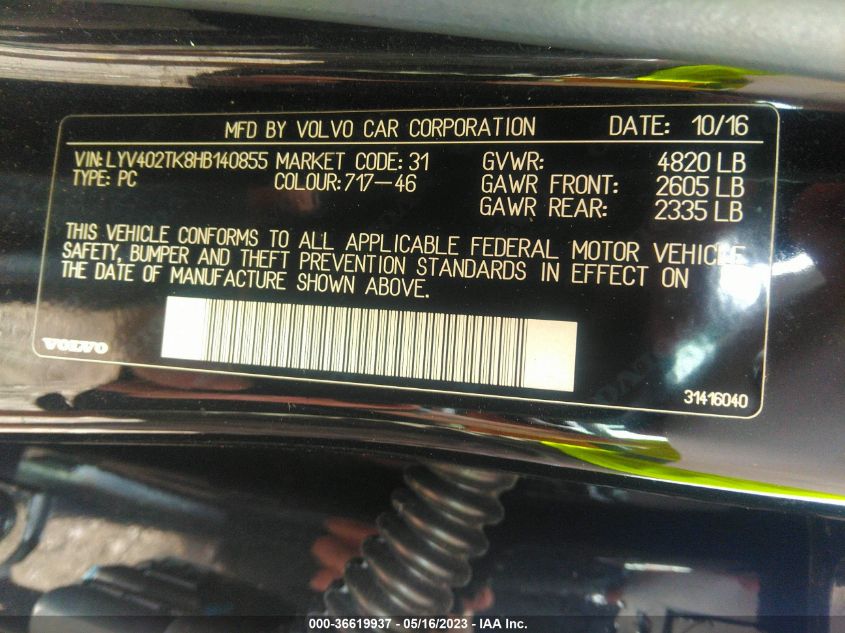 MFD BY VOLVO CAR CORPORATION DATE: 10/16
VIN: LYV402TK8HB140855 MARKET CODE: 31 GVWR: 4820 LB
TYPE: PC COLOUR: 717-46 GAWR FRONT: 2605 LB
GAWR REAR: 2335 LB
THIS VEHICLE CONFORMS TO ALL APPLICABLE FEDERAL MOTOR VEHICLE
SAFETY, BUMPER AND THEFT PREVENTION STANDARDS IN EFFECT ON
THE DATE OF MANUFACTURE SHOWN ABOVE.
VOLVO
31416040
000-36619937 - 05/16/2023 - IAA Inc.